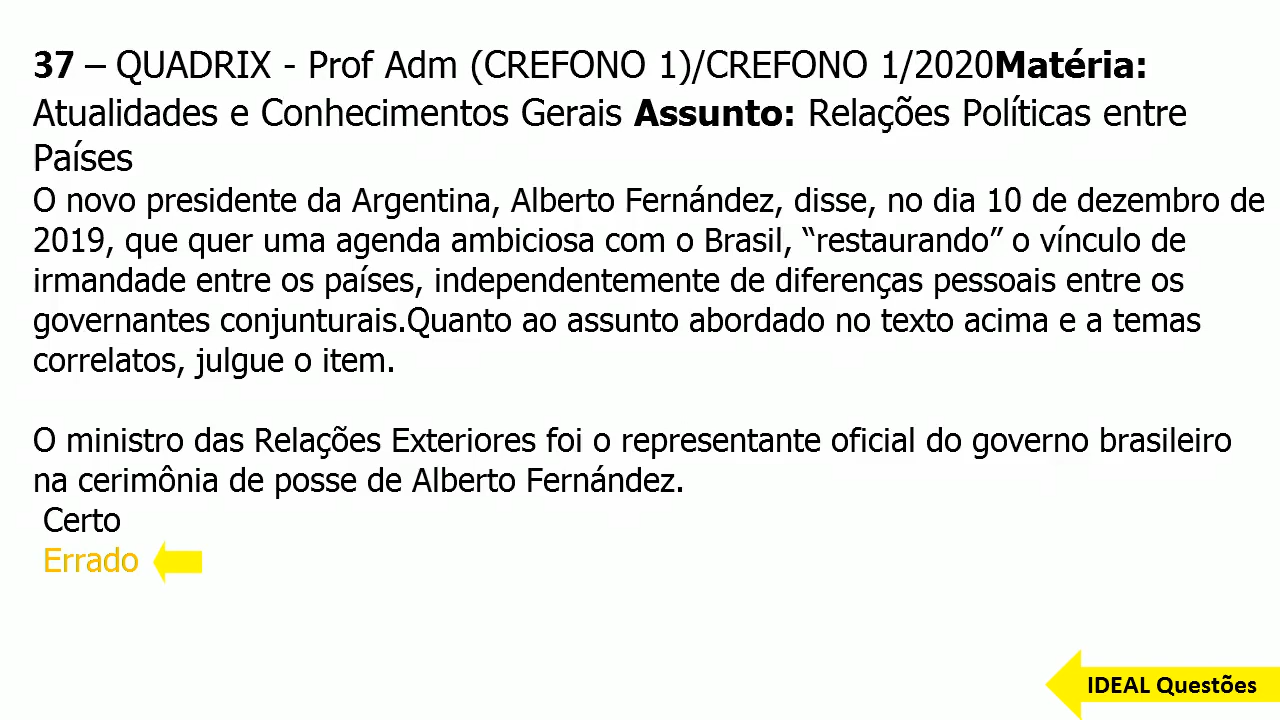 37 – QUADRIX - Prof Adm (CREFONO 1)/CREFONO 1/2020Matéria:
Atualidades e Conhecimentos Gerais Assunto: Relações Políticas entre
Países
O novo presidente da Argentina, Alberto Fernández, disse, no dia 10 de dezembro de
2019, que quer uma agenda ambiciosa com o Brasil, “restaurando” o vínculo de
irmandade entre os países, independentemente de diferenças pessoais entre os
governantes conjunturais.Quanto ao assunto abordado no texto acima e a temas
correlatos, julgue o item.
O ministro das Relações Exteriores foi o representante oficial do governo brasileiro
na cerimônia de posse de Alberto Fernández.
Certo
Errado
IDEAL Questões